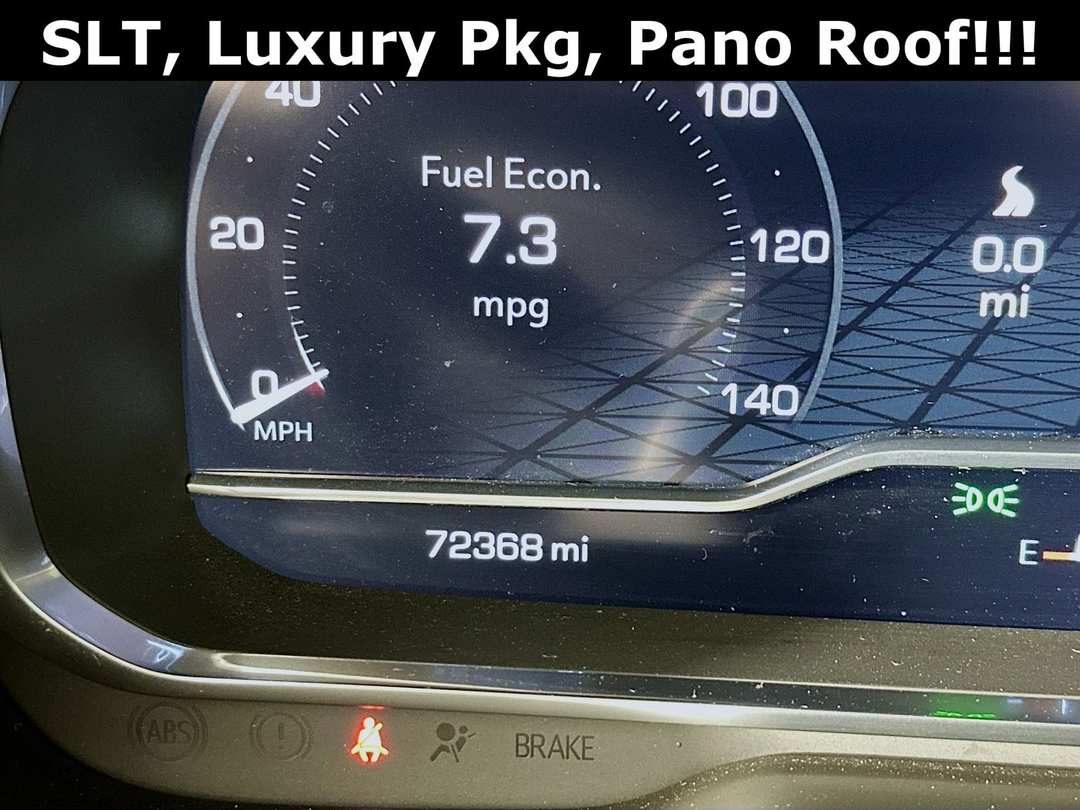 SLT, Luxury Pkg, Pano Roof!!!
40
100
Fuel Econ.
20
7.3
120
0.0
mpg
mi
0
140
MPH
72368 mi
E
ABS
!
BRAKE